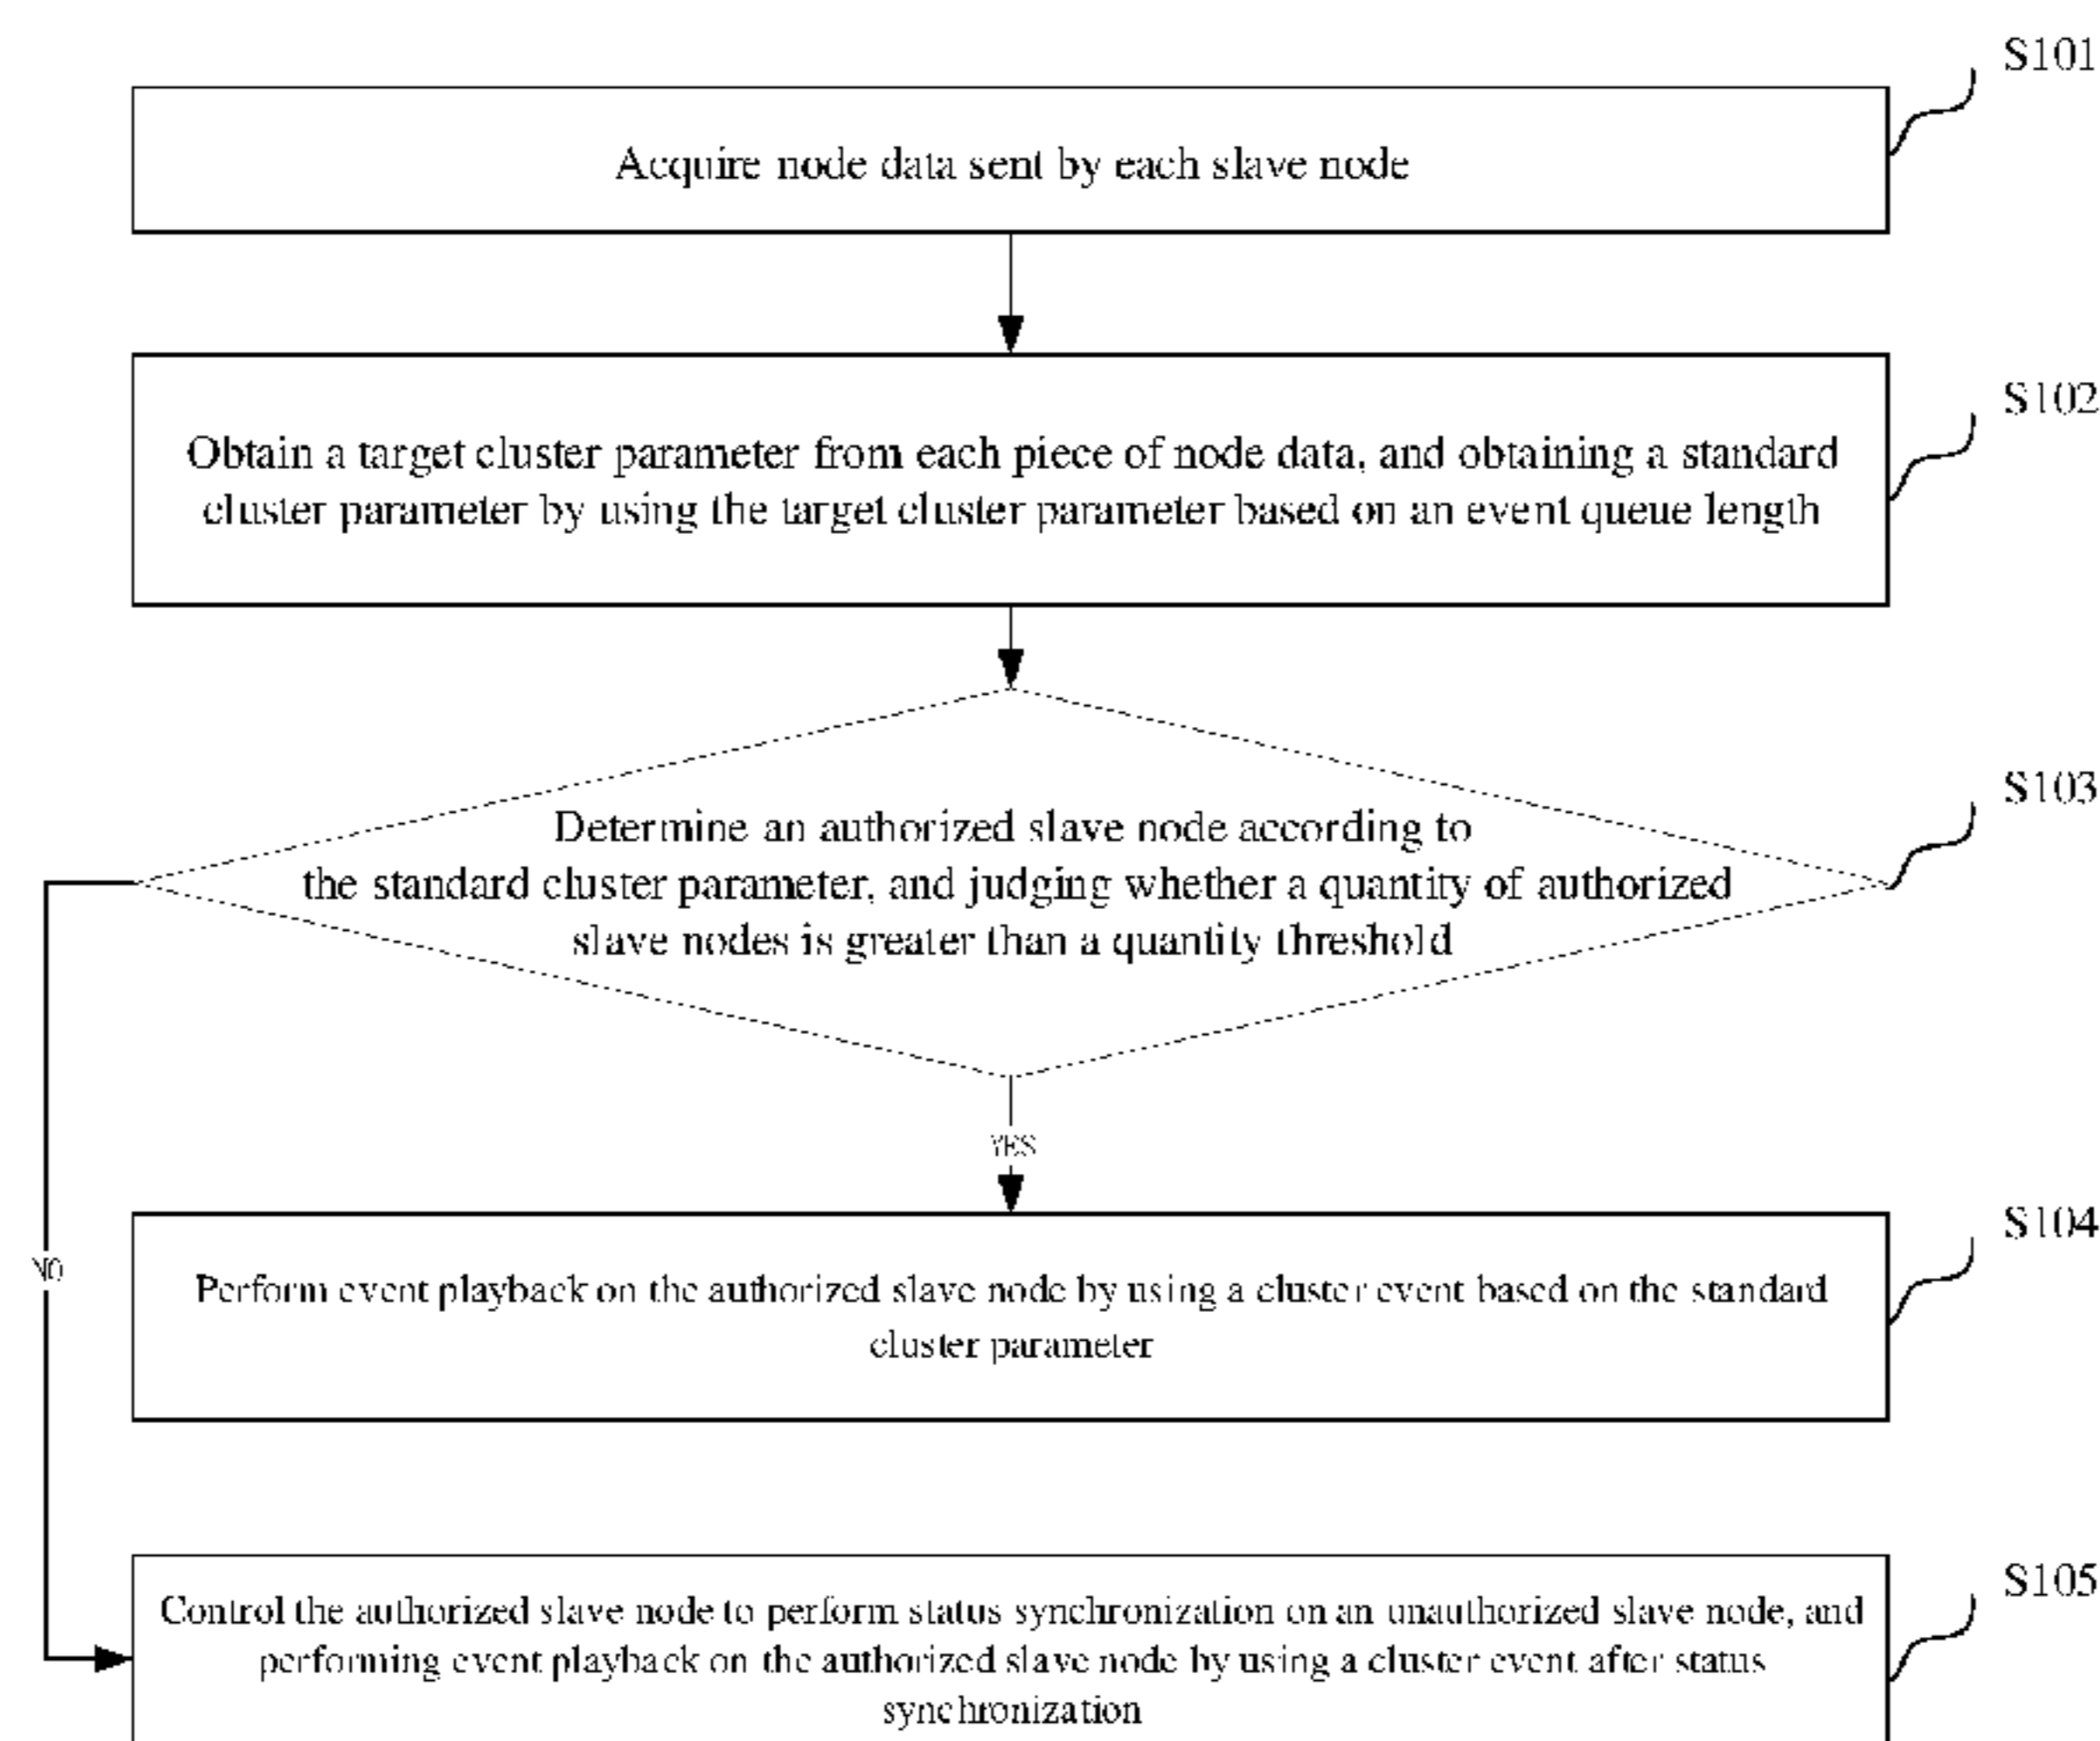 S101
Acquire node data sent by each slave node
S102
Obtain a target cluster parameter from each piece of node data, and obtaining a standard
cluster parameter by using the target cluster parameter based on an event queue length
S103
Determine an authorized slave node according to
the standard cluster parameter, and judging whether a quantity of authorized
slave nodes is greater than a quantity threshold
YES
S104
NO
Perform event playback on the authorized slave node by using a cluster event based on the standard
cluster parameter
S105
Control the authorized slave node to perform status synchronization on an unauthorized slave node, and
performing event playback on the authorized slave node by using a cluster event after status
synchronization